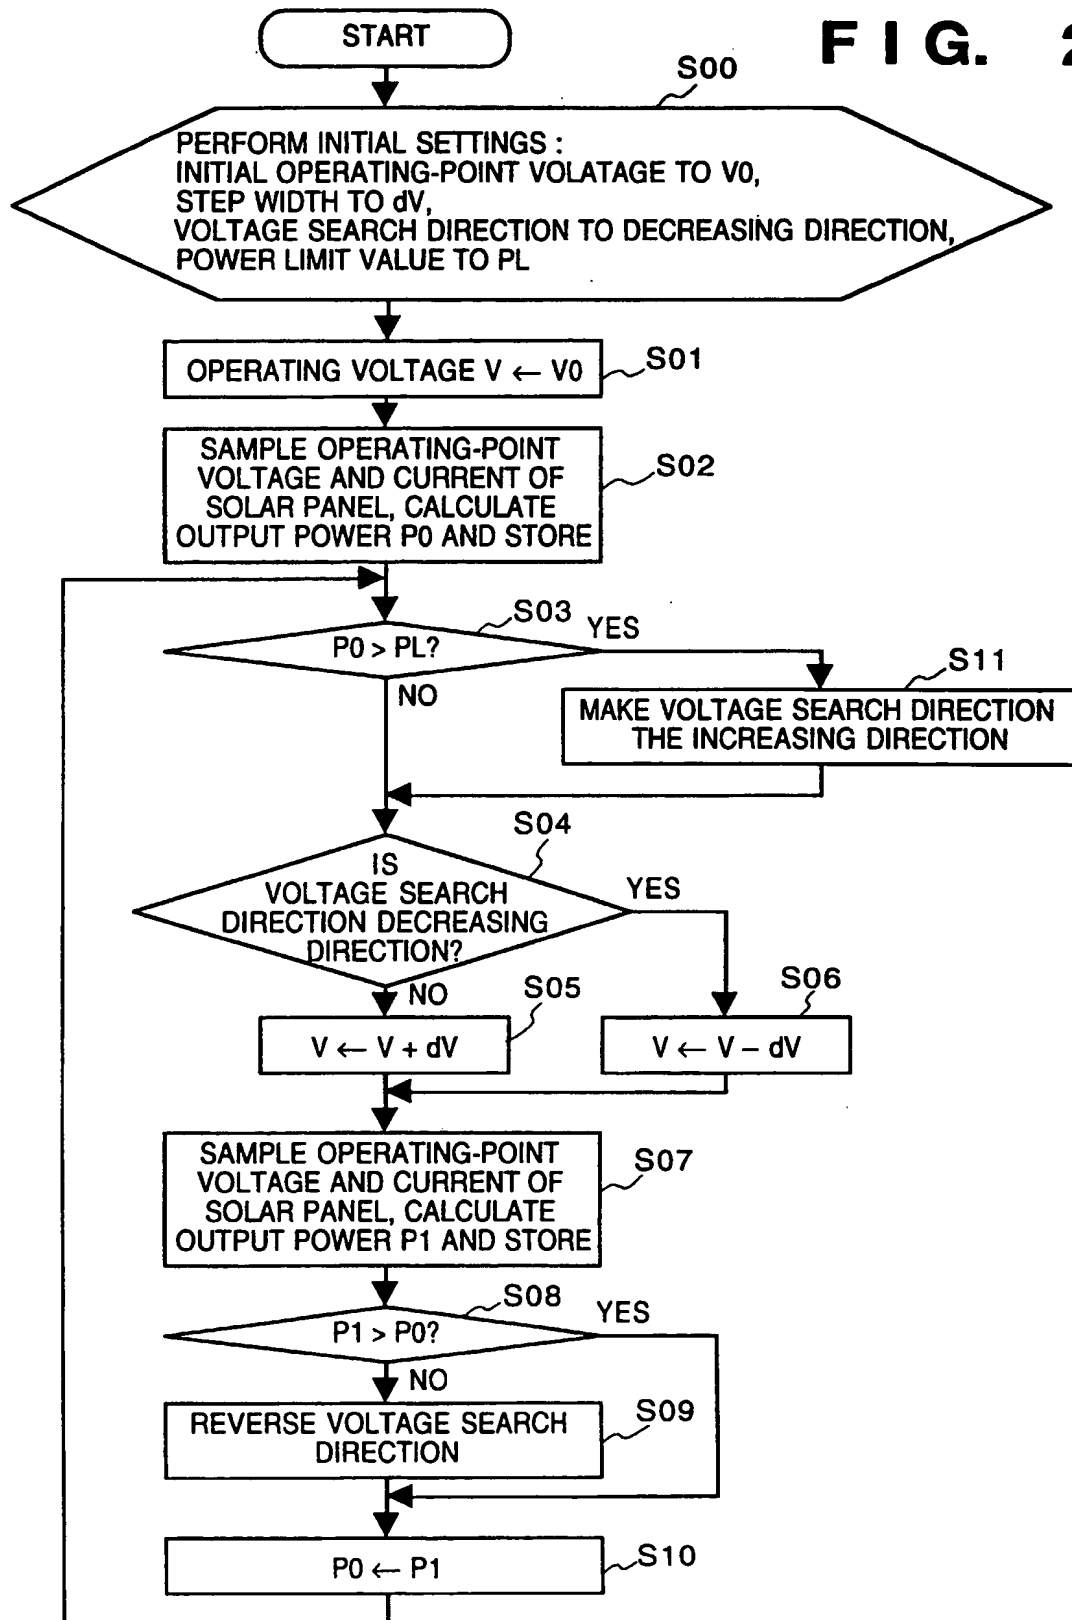 START
FIG. 2
S00
PERFORM INITIAL SETTINGS :
INITIAL OPERATING-POINT VOLATAGE TO V0,
STEP WIDTH TO dV,
VOLTAGE SEARCH DIRECTION TO DECREASING DIRECTION,
POWER LIMIT VALUE TO PL
OPERATING VOLTAGE V ← V0
S01
SAMPLE OPERATING-POINT
VOLTAGE AND CURRENT OF
SOLAR PANEL, CALCULATE
OUTPUT POWER P0 AND STORE
S02
S03
P0 > PL?
YES
NO
S11
MAKE VOLTAGE SEARCH DIRECTION
THE INCREASING DIRECTION
S04
IS
VOLTAGE SEARCH
DIRECTION DECREASING
DIRECTION?
YES
NO
S05
V ← V + dV
S06
V ← V – dV
SAMPLE OPERATING-POINT
VOLTAGE AND CURRENT OF
SOLAR PANEL, CALCULATE
OUTPUT POWER P1 AND STORE
S07
S08
P1 > P0?
YES
NO
REVERSE VOLTAGE SEARCH
DIRECTION
S09
P0 ← P1
S10